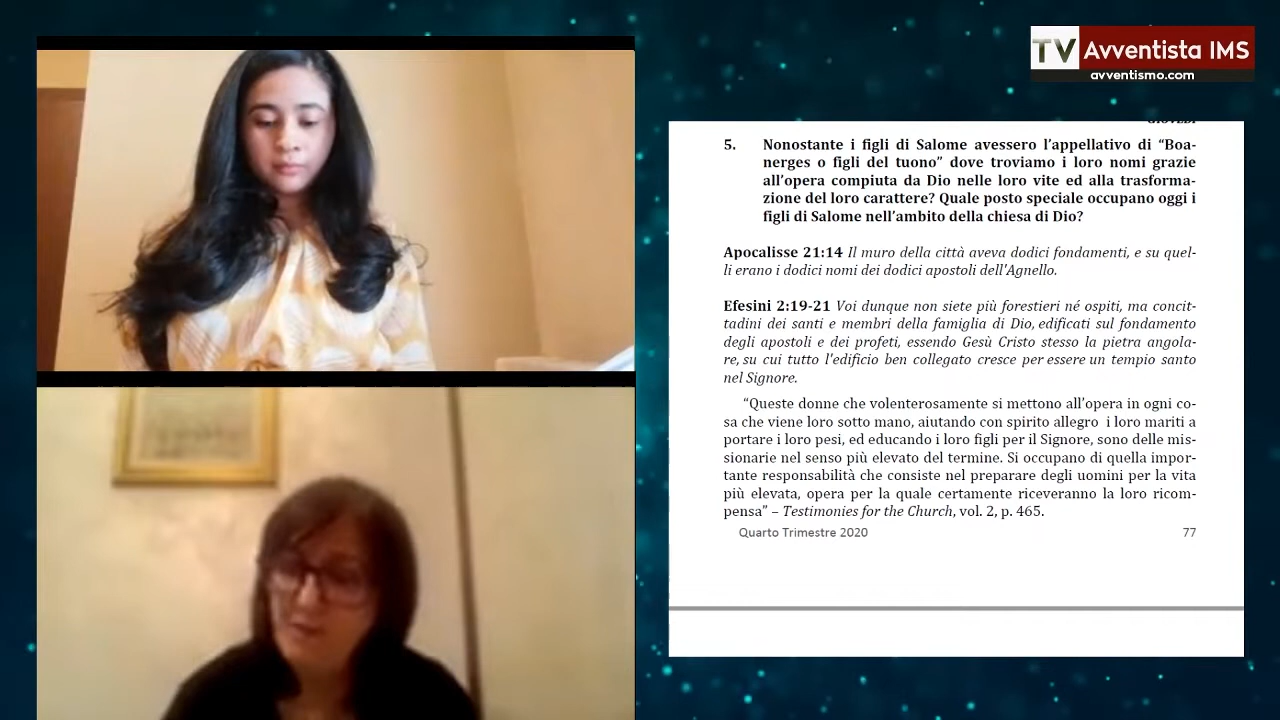 TV Avventista IMS
avventismo.com
GIOVEDÌ
5. Nonostante i figli di Salome avessero l'appellativo di “Boa-
nerges o figli del tuono” dove troviamo i loro nomi grazie
all'opera compiuta da Dio nelle loro vite ed alla trasforma-
zione del loro carattere? Quale posto speciale occupano oggi i
figli di Salome nell'ambito della chiesa di Dio?
Apocalisse 21:14 Il muro della città aveva dodici fondamenti, e su quel-
li erano i dodici nomi dei dodici apostoli dell'Agnello.
Efesini 2:19-21 Voi dunque non siete più forestieri né ospiti, ma concit-
tadini dei santi e membri della famiglia di Dio, edificati sul fondamento
degli apostoli e dei profeti, essendo Gesù Cristo stesso la pietra angola-
re, su cui tutto l'edificio ben collegato cresce per essere un tempio santo
nel Signore.
“Queste donne che volenterosamente si mettono all'opera in ogni co-
sa che viene loro sotto mano, aiutando con spirito allegro i loro mariti a
portare i loro pesi, ed educando i loro figli per il Signore, sono delle mis-
sionarie nel senso più elevato del termine. Si occupano di quella impor-
tante responsabilità che consiste nel preparare degli uomini per la vita
più elevata, opera per la quale certamente riceveranno la loro ricom-
pensa” – Testimonies for the Church, vol. 2, p. 465.
Quarto Trimestre 2020 77